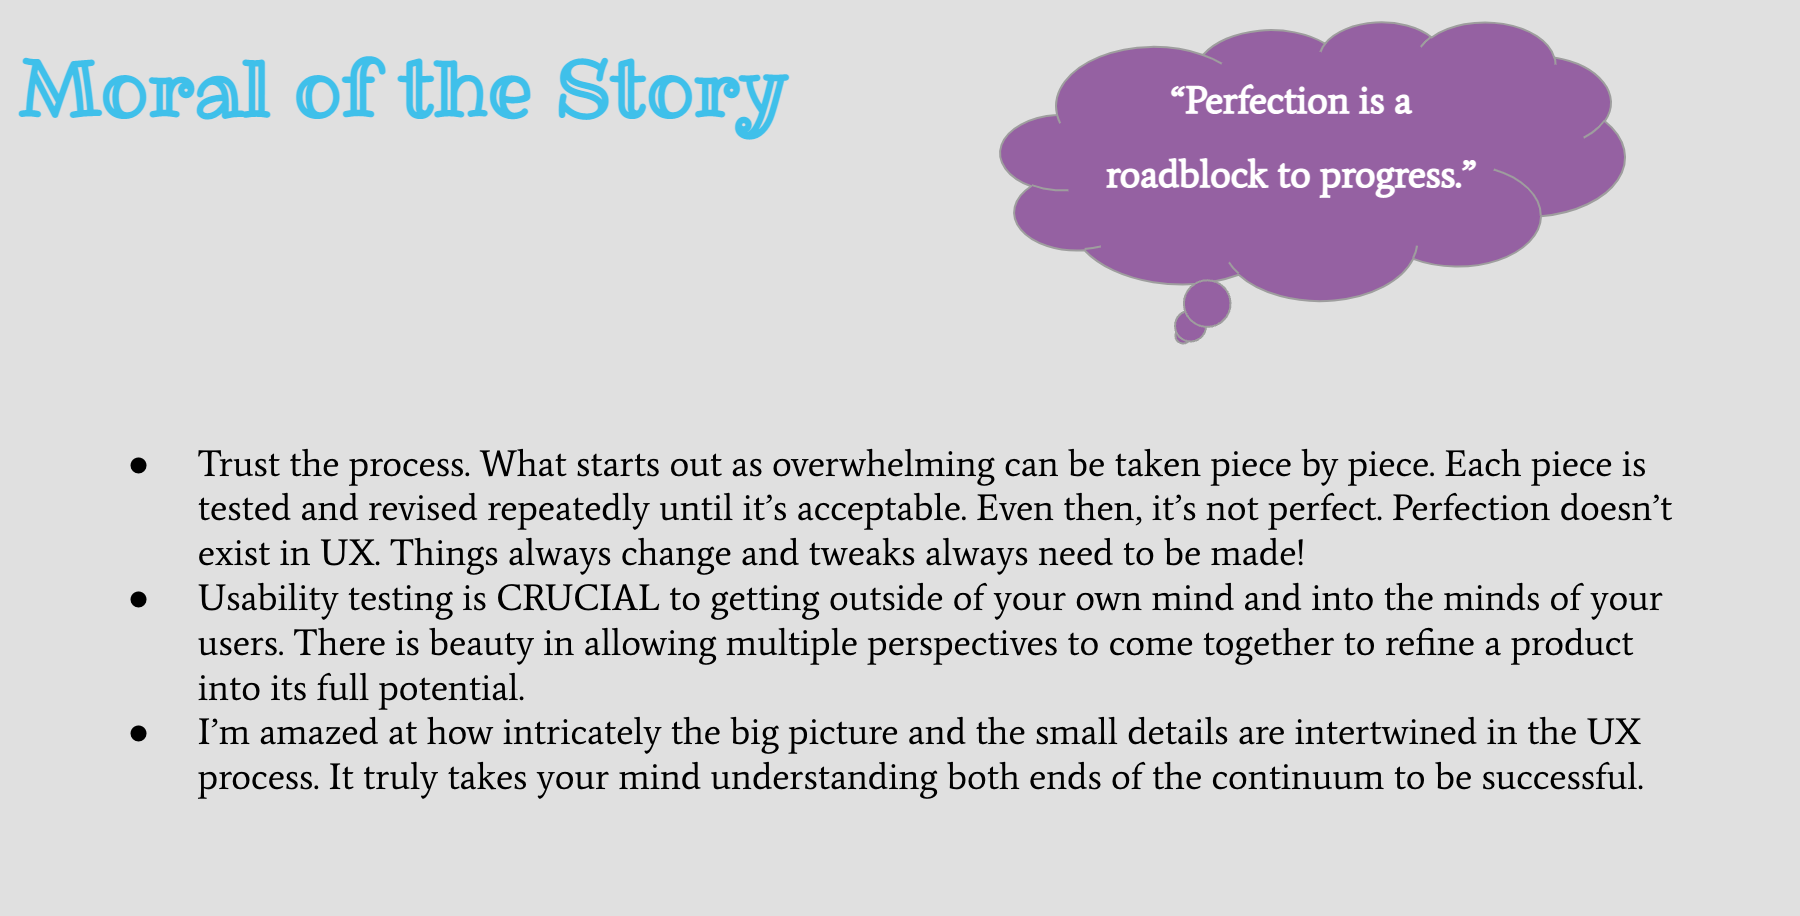 Moral of the Story
“Perfection is a
roadblock to progress.”
● Trust the process. What starts out as overwhelming can be taken piece by piece. Each piece is
tested and revised repeatedly until it’s acceptable. Even then, it’s not perfect. Perfection doesn’t
exist in UX. Things always change and tweaks always need to be made!
● Usability testing is CRUCIAL to getting outside of your own mind and into the minds of your
users. There is beauty in allowing multiple perspectives to come together to refine a product
into its full potential.
● I’m amazed at how intricately the big picture and the small details are intertwined in the UX
process. It truly takes your mind understanding both ends of the continuum to be successful.